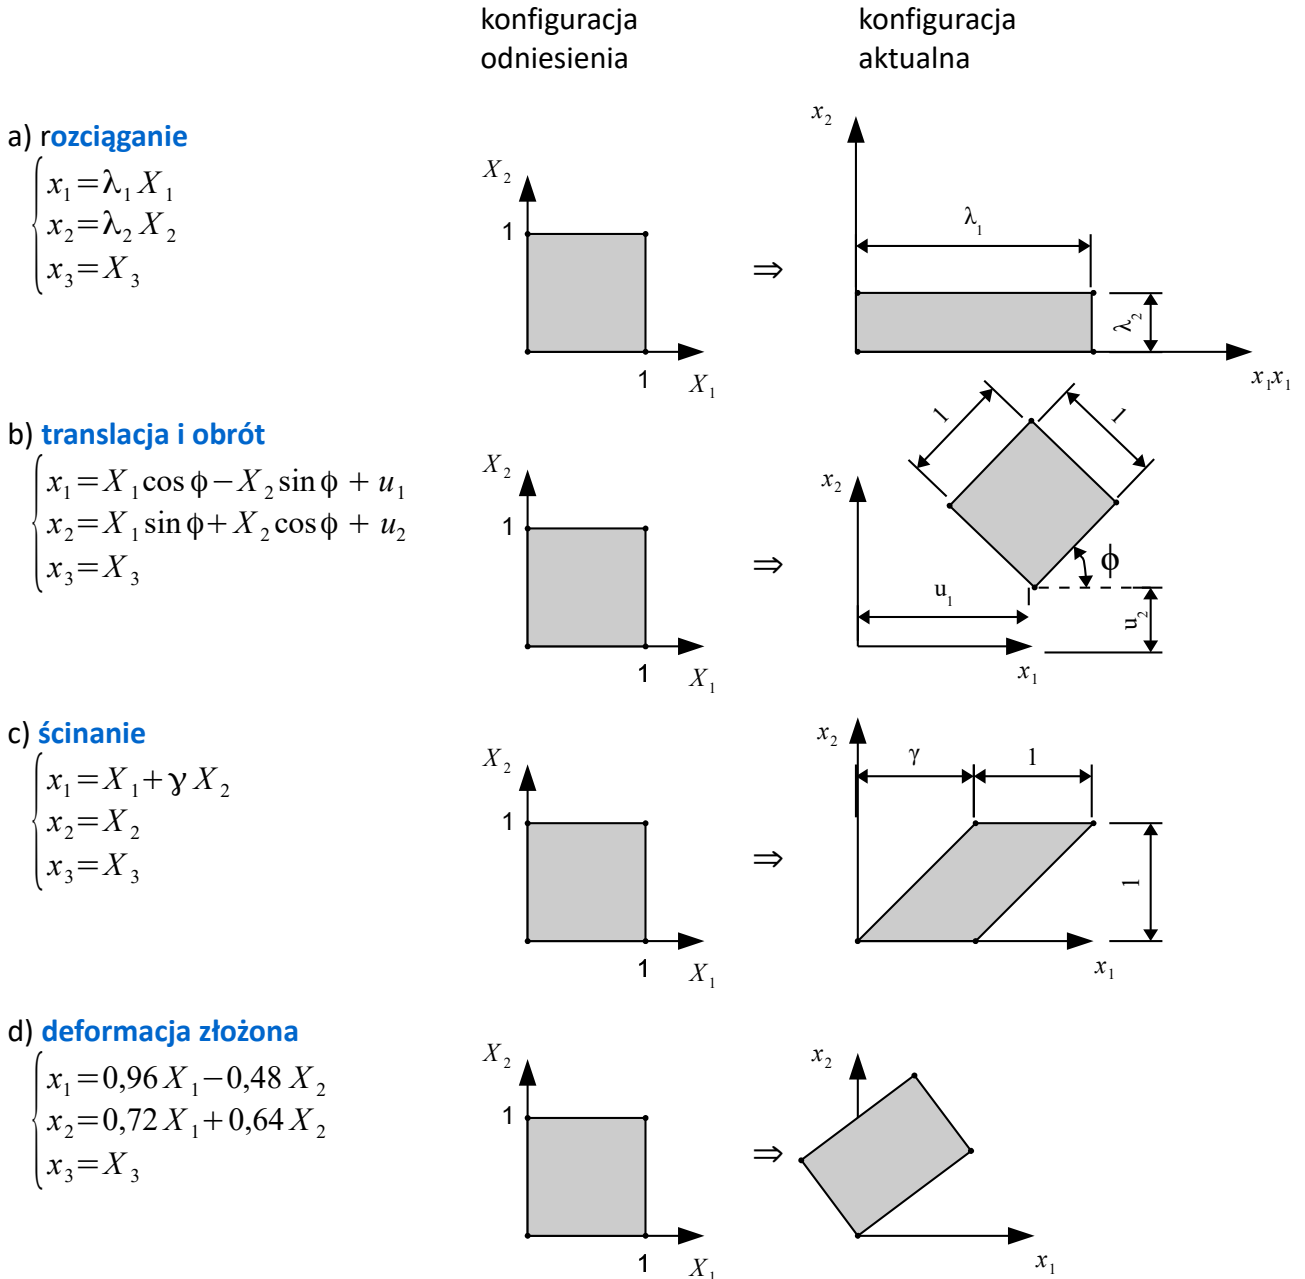 konfiguracja
odniesienia
konfiguracja
aktualna
a) rozciąganie
x₁=λ₁X₁
x₂=λ₂X₂
x₃=X₃
X₂
1
1
X₁
⇒
x₂
λ₁
λ₂
x₁x₁
b) translacja i obrót
x₁=X₁cosϕ−X₂sinϕ+u₁
x₂=X₁sinϕ+X₂cosϕ+u₂
x₃=X₃
X₂
1
1
X₁
⇒
x₂
1
1
ϕ
u₁
u₂
x₁
c) ścinanie
x₁=X₁+γX₂
x₂=X₂
x₃=X₃
X₂
1
1
X₁
⇒
x₂
γ
1
1
x₁
d) deformacja złożona
x₁=0,96X₁−0,48X₂
x₂=0,72X₁+0,64X₂
x₃=X₃
X₂
1
1
X₁
⇒
x₂
x₁